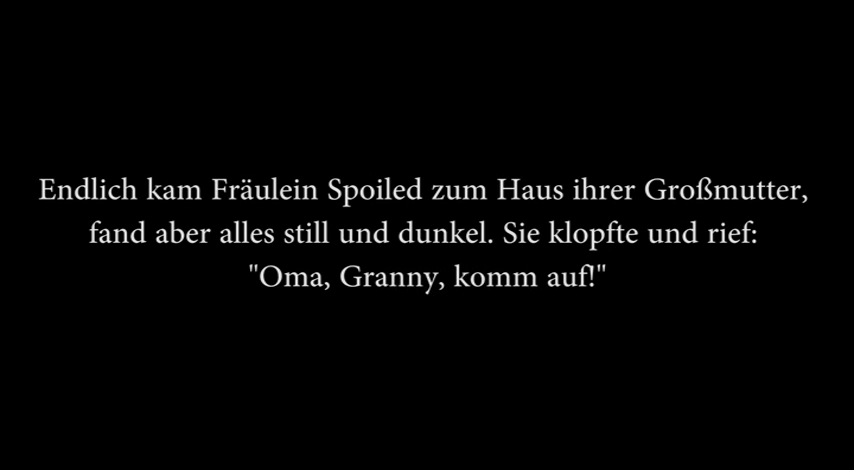 Endlich kam Fräulein Spoiled zum Haus ihrer Großmutter,
fand aber alles still und dunkel. Sie klopfte und rief:
"Oma, Granny, komm auf!"